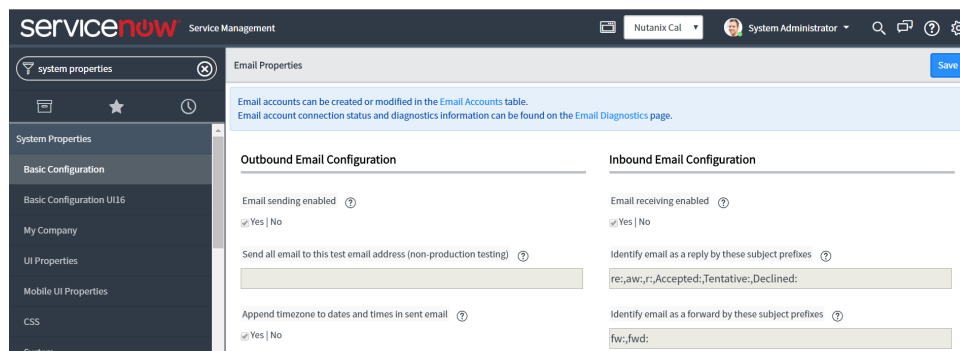 servicenow Service Management
Nutanix Cal
System Administrator
system properties
Email Properties
Save
Email accounts can be created or modified in the Email Accounts table.
Email account connection status and diagnostics information can be found on the Email Diagnostics page.
System Properties
Basic Configuration
Basic Configuration UI16
My Company
UI Properties
Mobile UI Properties
CSS
System
Outbound Email Configuration
Email sending enabled
Yes | No
Send all email to this test email address (non-production testing)
Append timezone to dates and times in sent email
Yes | No
Inbound Email Configuration
Email receiving enabled
Yes | No
Identify email as a reply by these subject prefixes
re:,aw:,r:,Accepted:,Tentative:,Declined:
Identify email as a forward by these subject prefixes
fw:,fwd: